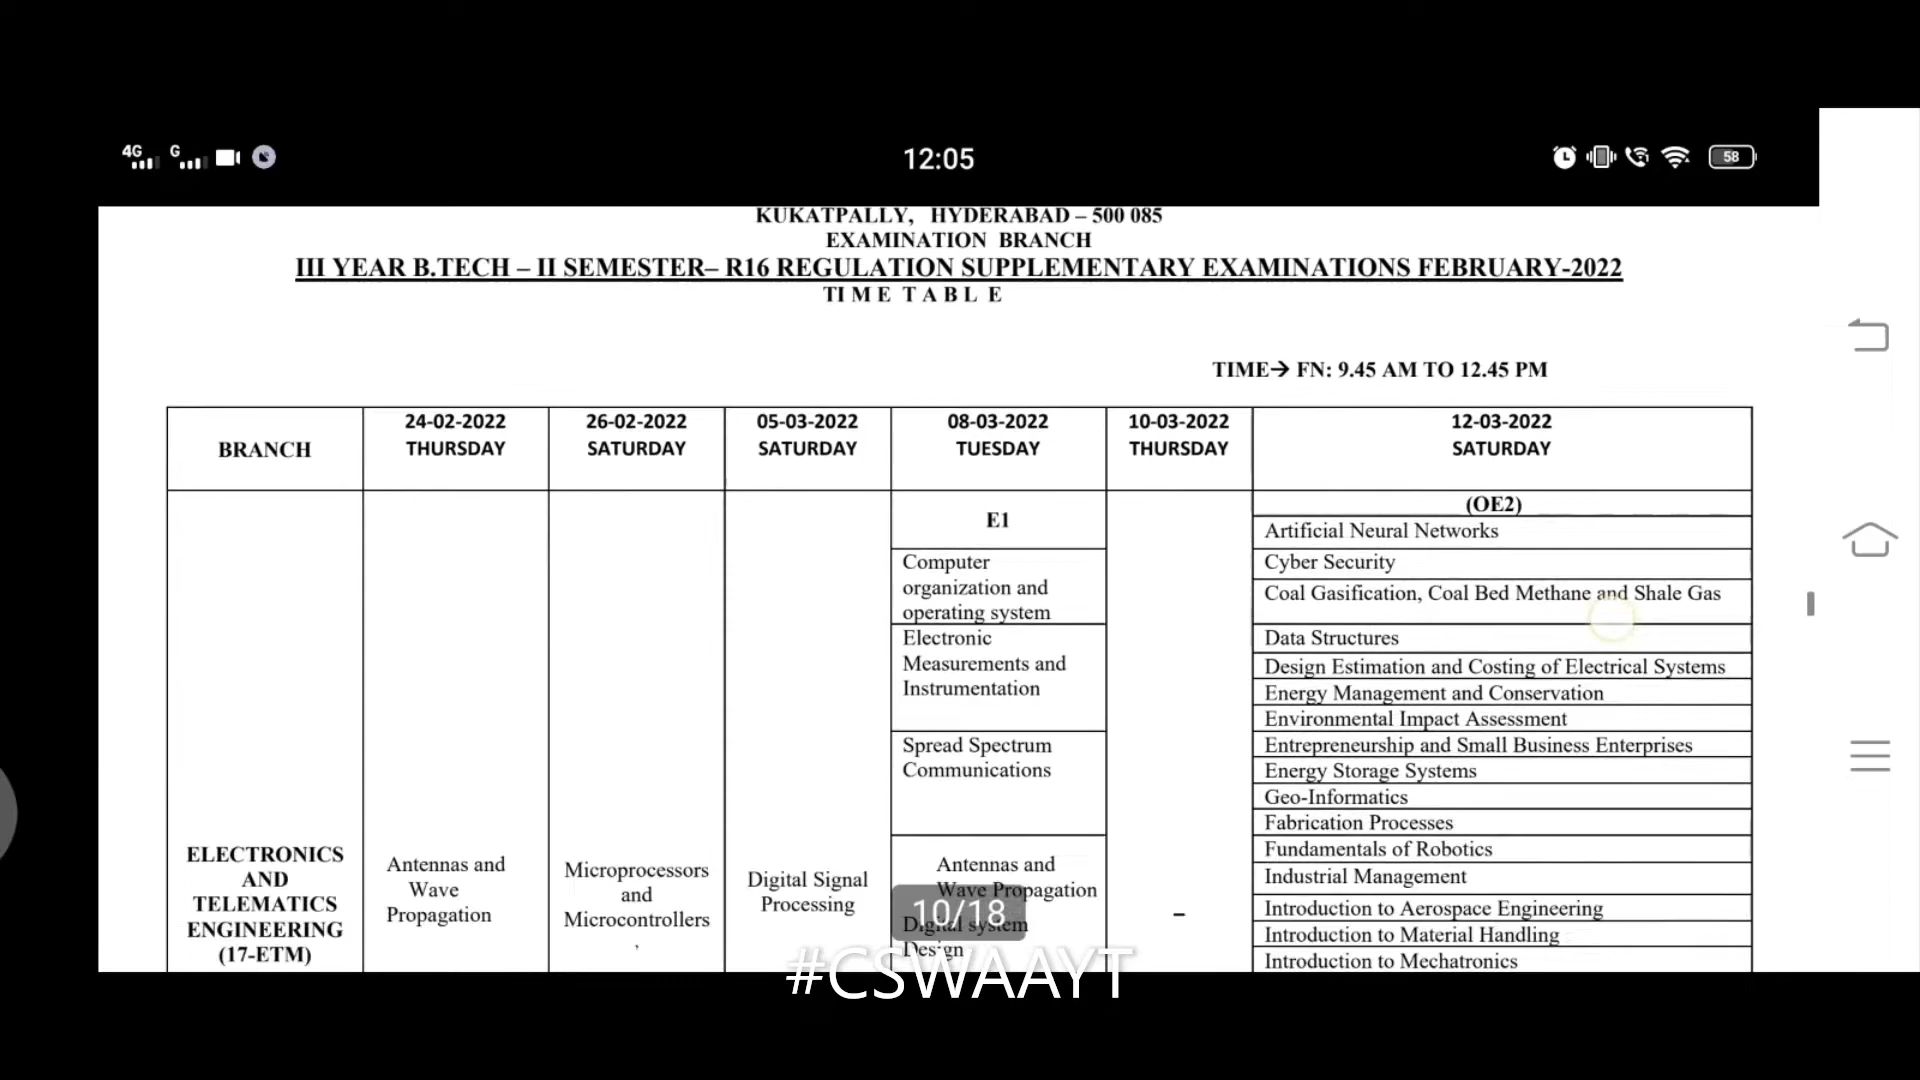 4G G 12:05 58
KUKATPALLY, HYDERABAD – 500 085
EXAMINATION BRANCH
III YEAR B.TECH – II SEMESTER– R16 REGULATION SUPPLEMENTARY EXAMINATIONS FEBRUARY-2022
TI M E T A B L E
TIME→ FN: 9.45 AM TO 12.45 PM
BRANCH
24-02-2022
THURSDAY
26-02-2022
SATURDAY
05-03-2022
SATURDAY
08-03-2022
TUESDAY
10-03-2022
THURSDAY
12-03-2022
SATURDAY
ELECTRONICS
AND
TELEMATICS
ENGINEERING
(17-ETM)
Antennas and
Wave
Propagation
Microprocessors
and
Microcontrollers
,
Digital Signal
Processing
E1
Computer
organization and
operating system
Electronic
Measurements and
Instrumentation
Spread Spectrum
Communications
Antennas and
Wave Propagation
Digital system
Design
–
(OE2)
Artificial Neural Networks
Cyber Security
Coal Gasification, Coal Bed Methane and Shale Gas
Data Structures
Design Estimation and Costing of Electrical Systems
Energy Management and Conservation
Environmental Impact Assessment
Entrepreneurship and Small Business Enterprises
Energy Storage Systems
Geo-Informatics
Fabrication Processes
Fundamentals of Robotics
Industrial Management
Introduction to Aerospace Engineering
Introduction to Material Handling
Introduction to Mechatronics
10/18
#CSWAAYT